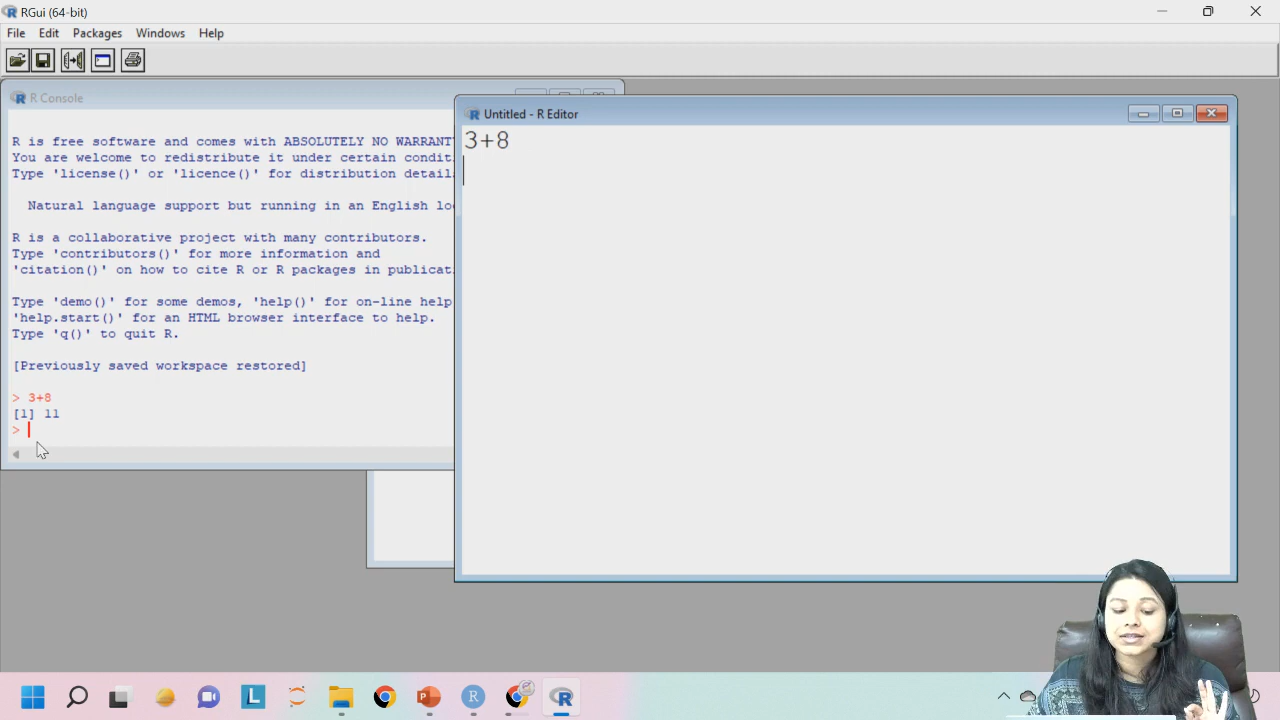 RGui (64-bit)
File Edit Packages Windows Help
R Console
R is free software and comes with ABSOLUTELY NO WARRANT
You are welcome to redistribute it under certain condit
Type 'license()' or 'licence()' for distribution detail
Natural language support but running in an English lo
R is a collaborative project with many contributors.
Type 'contributors()' for more information and
'citation()' on how to cite R or R packages in publicat
Type 'demo()' for some demos, 'help()' for on-line help
'help.start()' for an HTML browser interface to help.
Type 'q()' to quit R.
[Previously saved workspace restored]
> 3+8
[1] 11
>
Untitled - R Editor
3+8